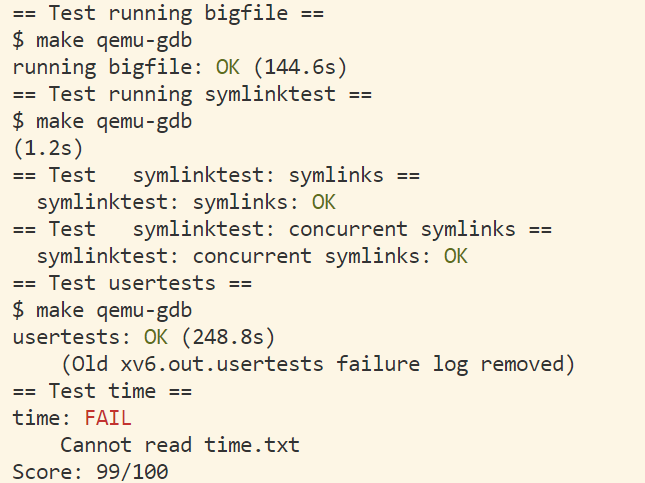 == Test running bigfile ==
$ make qemu-gdb
running bigfile: OK (144.6s)
== Test running symlinktest ==
$ make qemu-gdb
(1.2s)
== Test   symlinktest: symlinks ==
  symlinktest: symlinks: OK
== Test   symlinktest: concurrent symlinks ==
  symlinktest: concurrent symlinks: OK
== Test usertests ==
$ make qemu-gdb
usertests: OK (248.8s)
    (Old xv6.out.usertests failure log removed)
== Test time ==
time: FAIL
    Cannot read time.txt
Score: 99/100